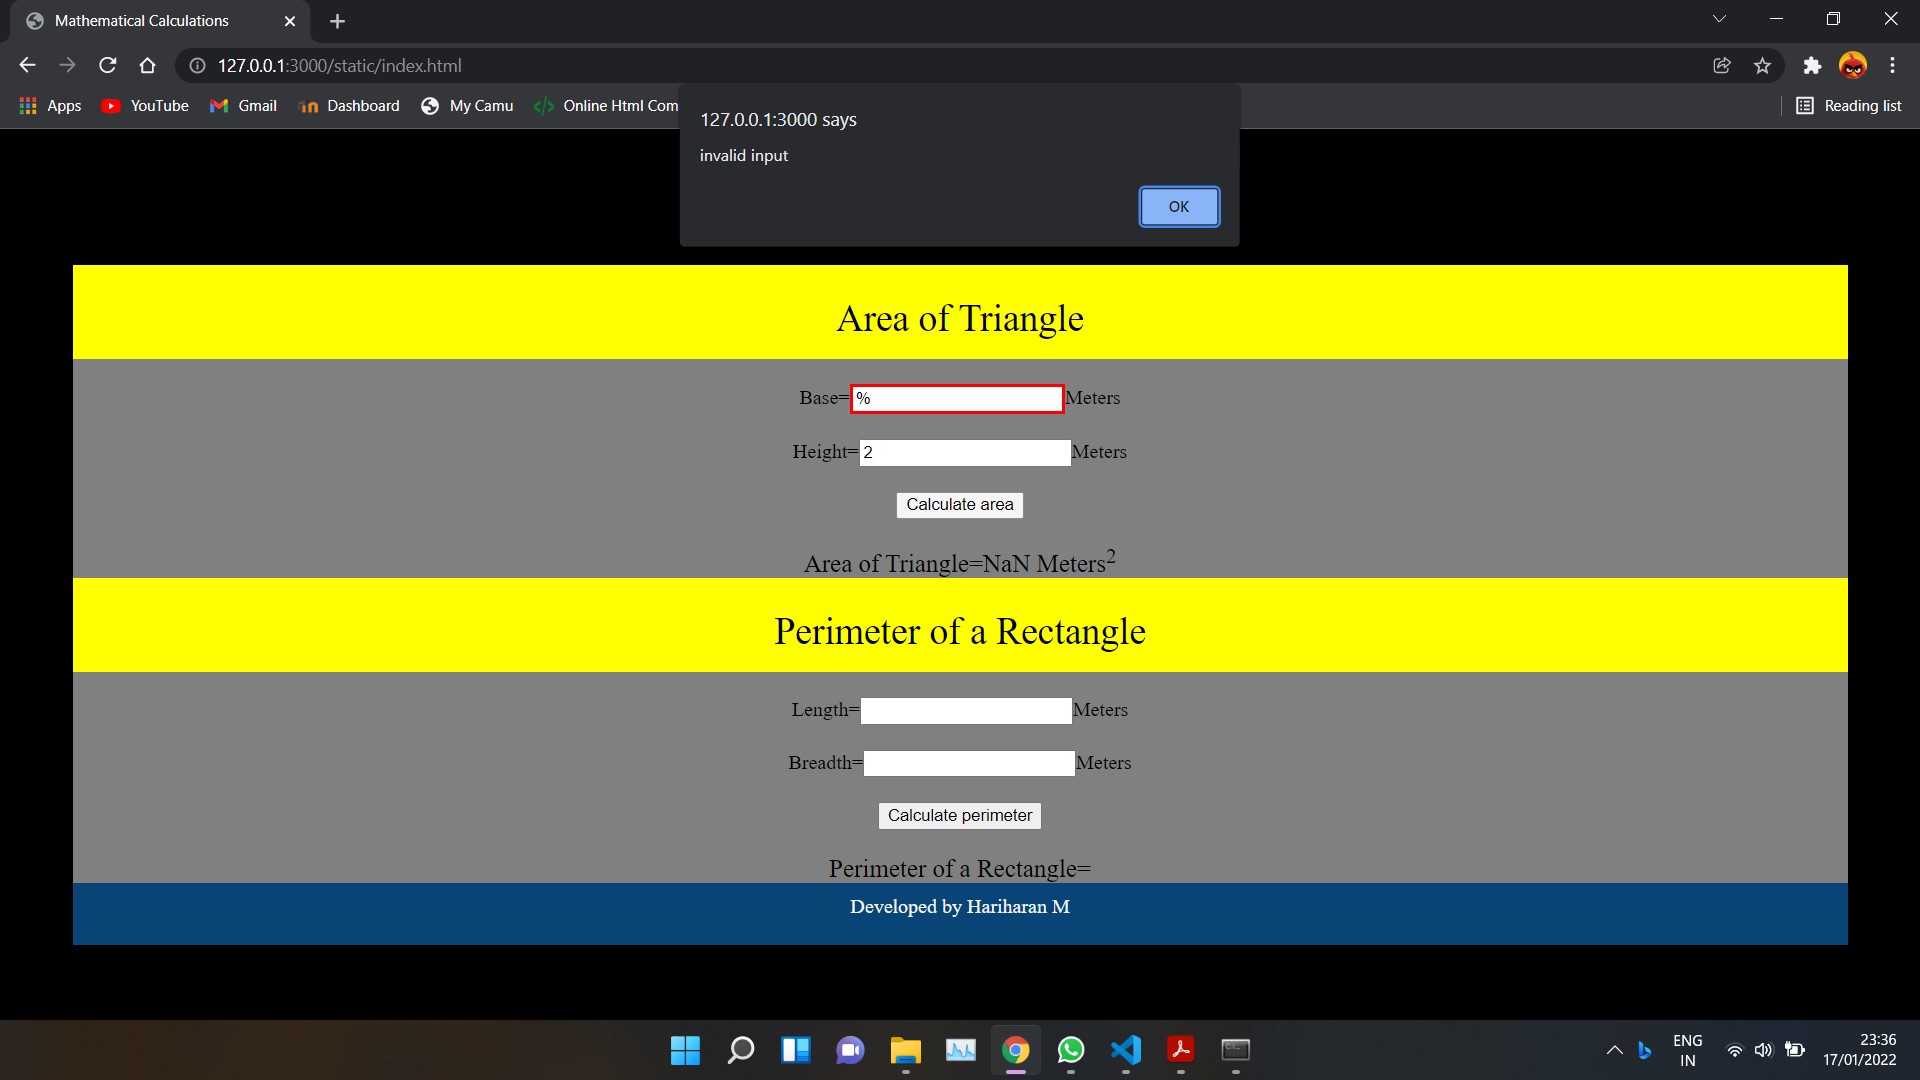 Mathematical Calculations
127.0.0.1:3000/static/index.html
Apps YouTube Gmail Dashboard My Camu Online Html Com Reading list
127.0.0.1:3000 says
invalid input
OK
Area of Triangle
Base= % Meters
Height= 2 Meters
Calculate area
Area of Triangle=NaN Meters²
Perimeter of a Rectangle
Length= Meters
Breadth= Meters
Calculate perimeter
Perimeter of a Rectangle=
Developed by Hariharan M
ENG 23:36
IN 17/01/2022